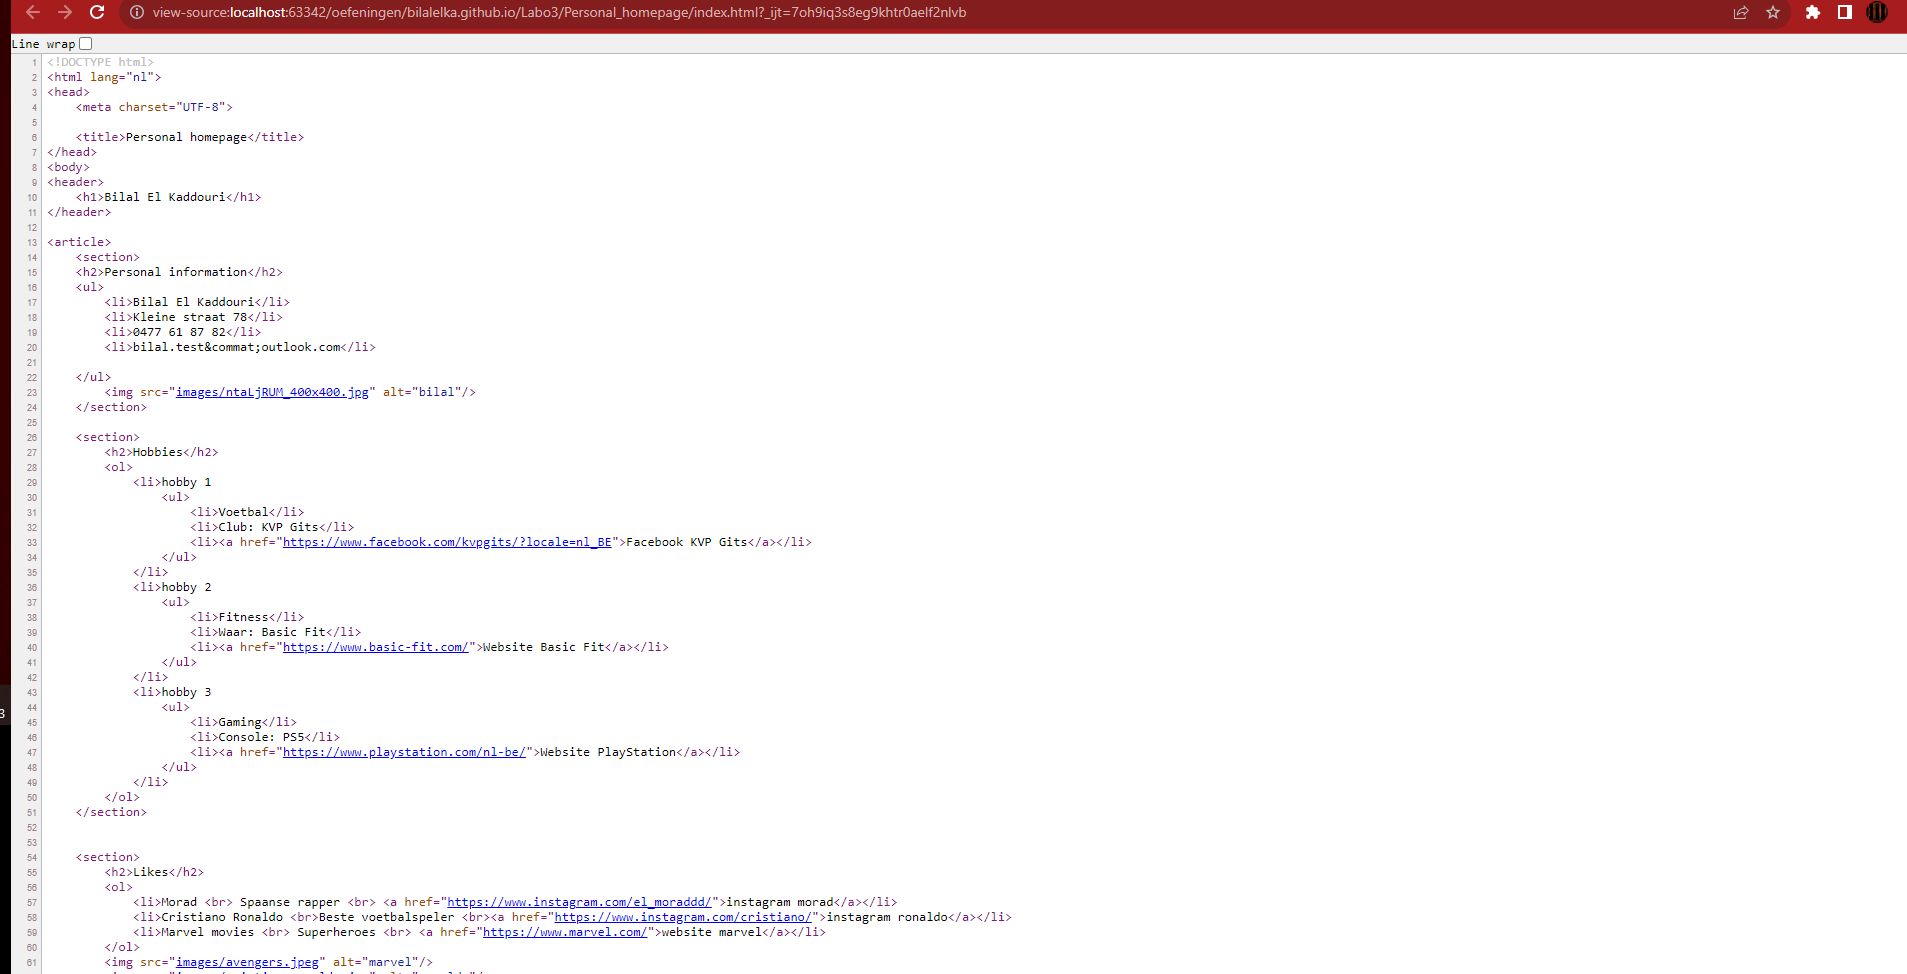 view-source:localhost:63342/oefeningen/bilalelka.github.io/Labo3/Personal_homepage/index.html?_ijt=7oh9iq3s8eg9khtr0aelf2nlvb
Line wrap
1 <!DOCTYPE html>
2 <html lang="nl">
3 <head>
4 <meta charset="UTF-8">
5
6 <title>Personal homepage</title>
7 </head>
8 <body>
9 <header>
10 <h1>Bilal El Kaddouri</h1>
11 </header>
12
13 <article>
14 <section>
15 <h2>Personal information</h2>
16 <ul>
17 <li>Bilal El Kaddouri</li>
18 <li>Kleine straat 78</li>
19 <li>0477 61 87 82</li>
20 <li>bilal.test&commat;outlook.com</li>
21
22 </ul>
23 <img src="images/ntaLjRUM_400x400.jpg" alt="bilal"/>
24 </section>
25
26 <section>
27 <h2>Hobbies</h2>
28 <ol>
29 <li>hobby 1
30 <ul>
31 <li>Voetbal</li>
32 <li>Club: KVP Gits</li>
33 <li><a href="https://www.facebook.com/kvpgits/?locale=nl_BE">Facebook KVP Gits</a></li>
34 </ul>
35 </li>
36 <li>hobby 2
37 <ul>
38 <li>Fitness</li>
39 <li>Waar: Basic Fit</li>
40 <li><a href="https://www.basic-fit.com/">Website Basic Fit</a></li>
41 </ul>
42 </li>
43 <li>hobby 3
44 <ul>
45 <li>Gaming</li>
46 <li>Console: PS5</li>
47 <li><a href="https://www.playstation.com/nl-be/">Website PlayStation</a></li>
48 </ul>
49 </li>
50 </ol>
51 </section>
52
53
54 <section>
55 <h2>Likes</h2>
56 <ol>
57 <li>Morad <br> Spaanse rapper <br> <a href="https://www.instagram.com/el_moraddd/">instagram morad</a></li>
58 <li>Cristiano Ronaldo <br>Beste voetbalspeler <br><a href="https://www.instagram.com/cristiano/">instagram ronaldo</a></li>
59 <li>Marvel movies <br> Superheroes <br> <a href="https://www.marvel.com/">website marvel</a></li>
60 </ol>
61 <img src="images/avengers.jpeg" alt="marvel"/>
3